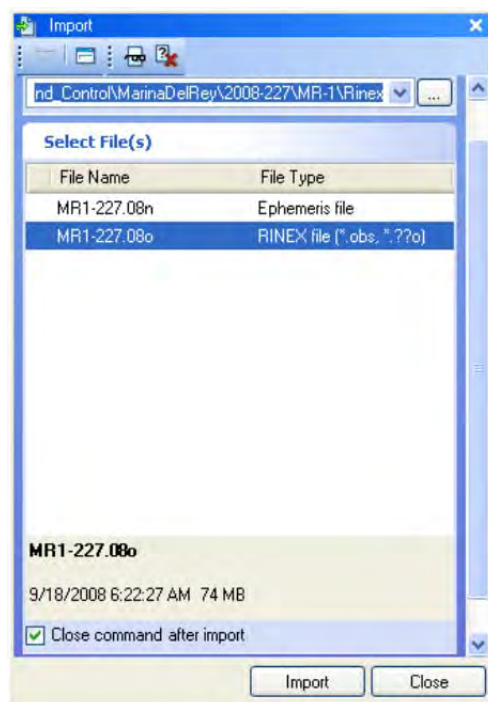 Import
nd_Control\MarinaDelRey\2008-227\MR-1\Rinex ...
Select File(s)
File Name File Type
MR1-227.08n Ephemeris file
MR1-227.08o RINEX file (*.obs, *.??o)
MR1-227.08o
9/18/2008 6:22:27 AM 74 MB
Close command after import
Import Close